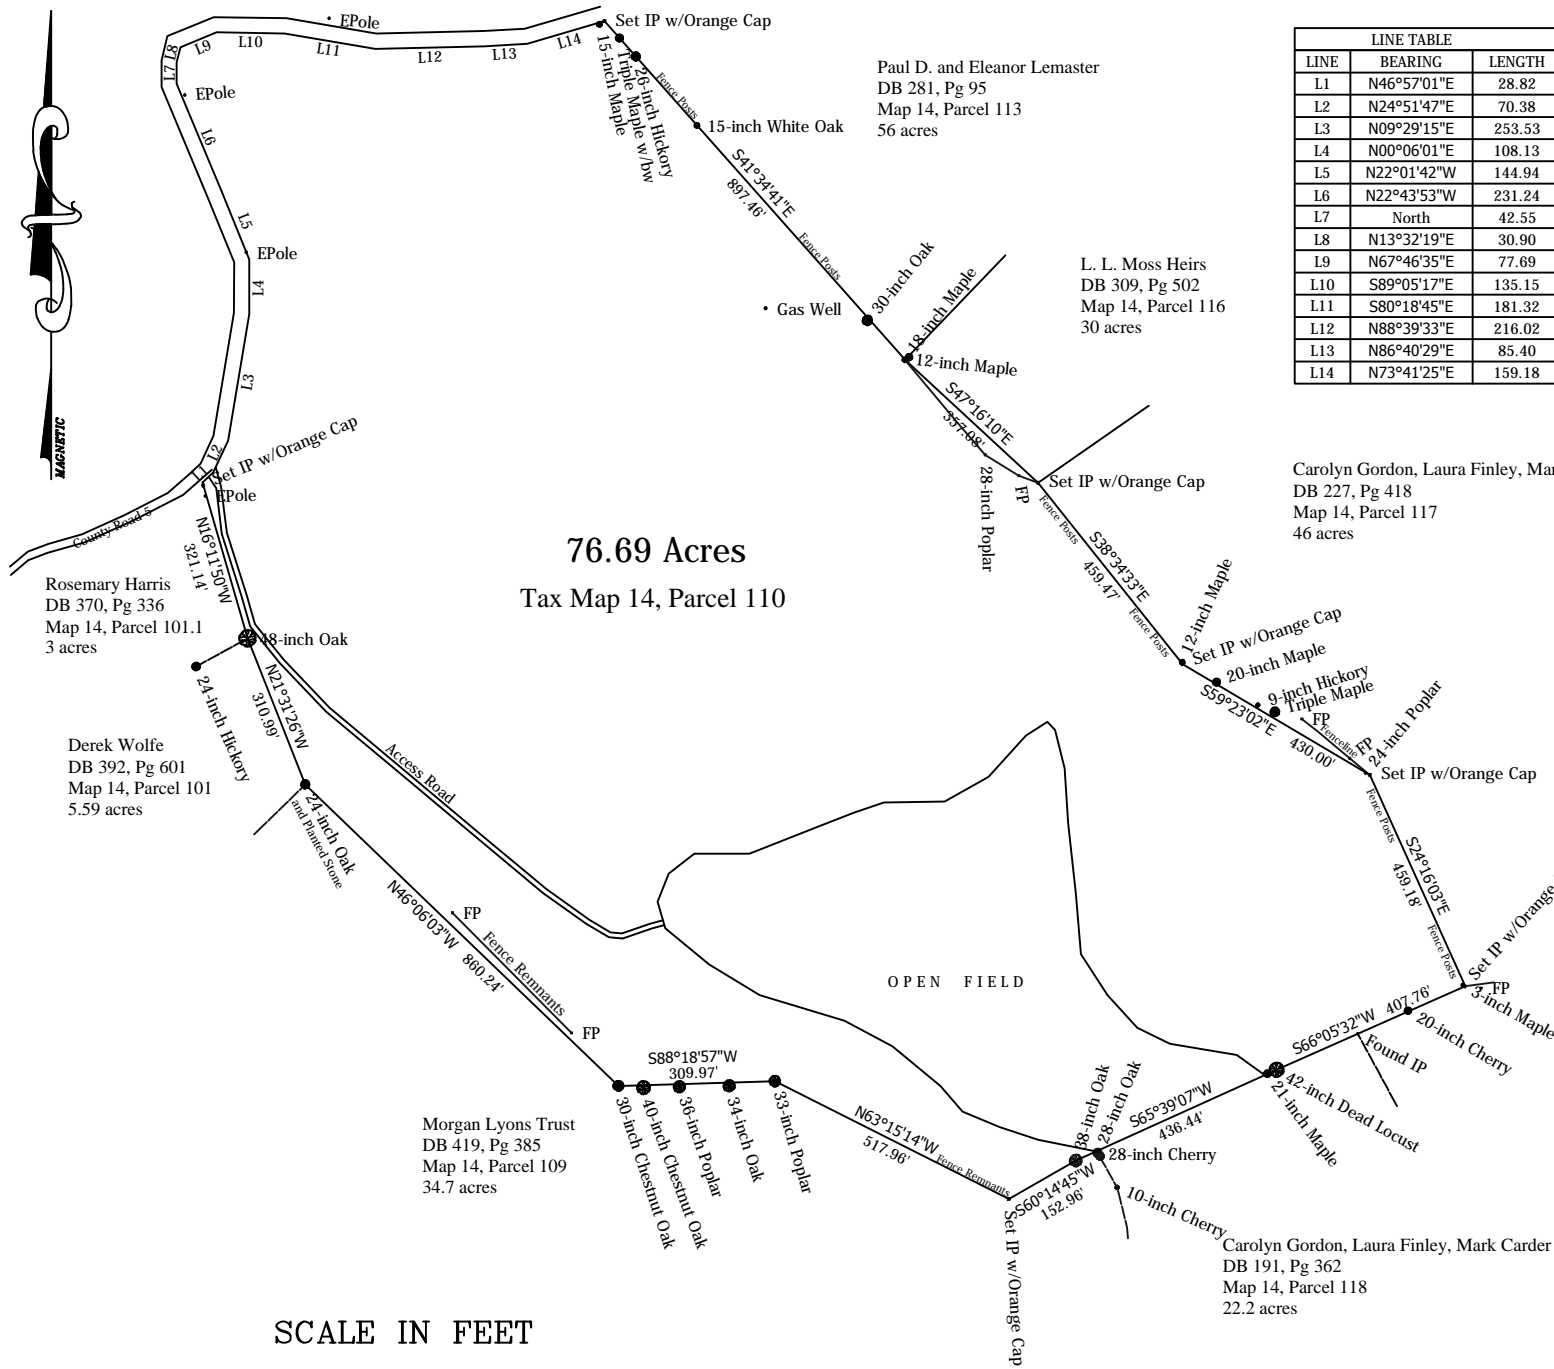 EPole
L9
L10
L11
L12
L13
L14
L8
L7
Set IP w/Orange Cap
15-inch Maple
Triple Maple w/bw
26-inch Hickory
Fence Posts
15-inch White Oak
Paul D. and Eleanor Lemaster
DB 281, Pg 95
Map 14, Parcel 113
56 acres
LINE TABLE
LINE BEARING LENGTH
L1 N46°57'01"E 28.82
L2 N24°51'47"E 70.38
L3 N09°29'15"E 253.53
L4 N00°06'01"E 108.13
L5 N22°01'42"W 144.94
L6 N22°43'53"W 231.24
L7 North 42.55
L8 N13°32'19"E 30.90
L9 N67°46'35"E 77.69
L10 S89°05'17"E 135.15
L11 S80°18'45"E 181.32
L12 N88°39'33"E 216.02
L13 N86°40'29"E 85.40
L14 N73°41'25"E 159.18
EPole
L6
S41°34'41"E
897.46'
Fence Posts
L5
EPole
L4
L3
L2
L1
MAGNETIC
Gas Well
30-inch Oak
18-inch Maple
12-inch Maple
L. L. Moss Heirs
DB 309, Pg 502
Map 14, Parcel 116
30 acres
S47°16'10"E
357.08'
28-inch Poplar
FP
Set IP w/Orange Cap
Carolyn Gordon, Laura Finley, Mar
DB 227, Pg 418
Map 14, Parcel 117
46 acres
Set IP w/Orange Cap
EPole
County Road 5
N16°11'50"W
321.14'
Rosemary Harris
DB 370, Pg 336
Map 14, Parcel 101.1
3 acres
76.69 Acres
Tax Map 14, Parcel 110
Fence Posts
S38°34'33"E
459.47'
Fence Posts
12-inch Maple
Set IP w/Orange Cap
20-inch Maple
9-inch Hickory
Triple Maple
S59°23'02"E
430.00'
FP
Fenceline
FP
24-inch Poplar
Set IP w/Orange Cap
48-inch Oak
24-inch Hickory
N21°31'26"W
310.99'
Derek Wolfe
DB 392, Pg 601
Map 14, Parcel 101
5.59 acres
24-inch Oak
and Planted Stone
Access Road
Fence Posts
S24°16'03"E
459.18'
Fence Posts
Set IP w/Orange
FP
3-inch Maple
N46°06'03"W 860.24'
FP
Fence Remnants
FP
OPEN FIELD
S66°05'32"W 407.76'
20-inch Cherry
Found IP
42-inch Dead Locust
21-inch Maple
S88°18'57"W
309.97'
30-inch Chestnut Oak
40-inch Chestnut Oak
36-inch Poplar
34-inch Oak
33-inch Poplar
Morgan Lyons Trust
DB 419, Pg 385
Map 14, Parcel 109
34.7 acres
N63°15'14"W
517.96'
Fence Remnants
S65°39'07"W
436.44'
38-inch Oak
28-inch Oak
28-inch Cherry
S60°14'45"W
152.96'
10-inch Cherry
Set IP w/Orange Cap
Carolyn Gordon, Laura Finley, Mark Carder
DB 191, Pg 362
Map 14, Parcel 118
22.2 acres
SCALE IN FEET